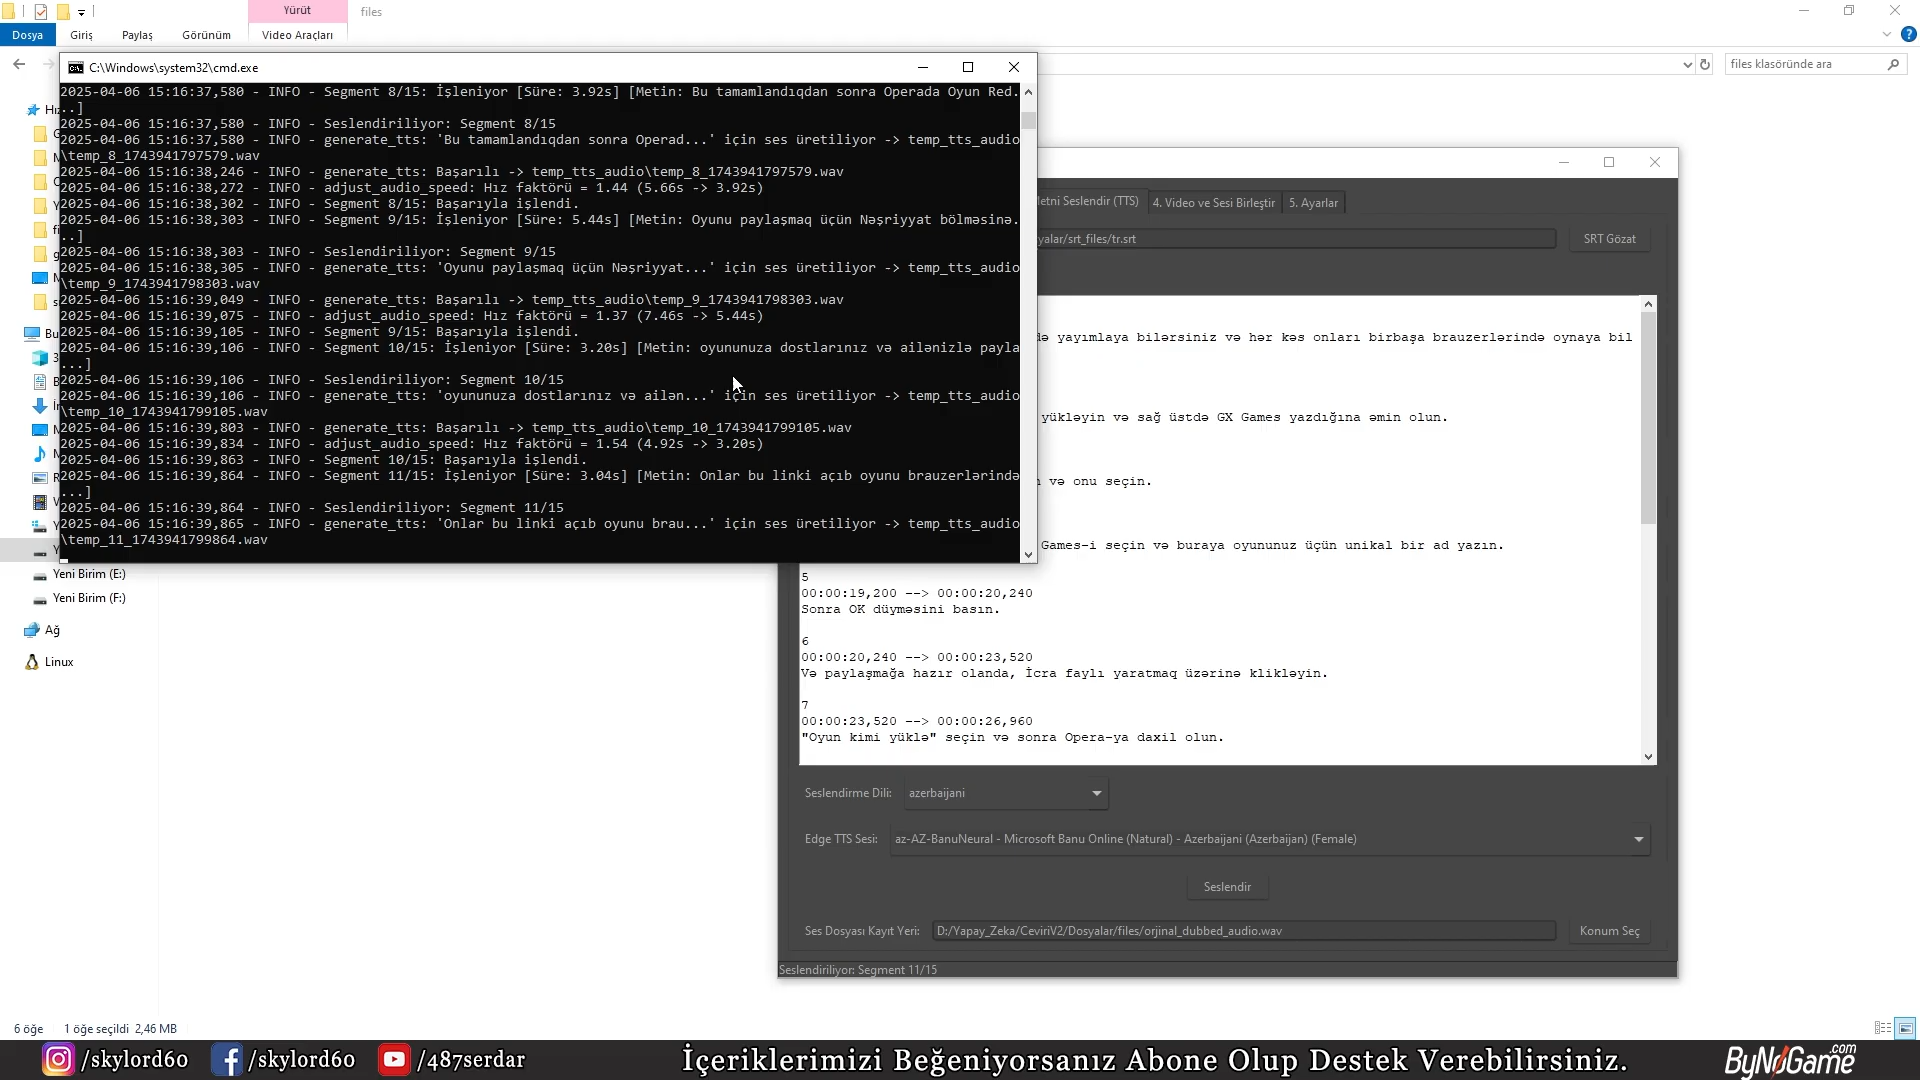 Yürüt
files
Dosya
Giriş
Paylaş
Görünüm
Video Araçları
files klasöründe ara
C:\Windows\system32\cmd.exe
2025-04-06 15:16:37,580 - INFO - Segment 8/15: İşleniyor [Süre: 3.92s] [Metin: Bu tamamlandıqdan sonra Operada Oyun Red.
..]
2025-04-06 15:16:37,580 - INFO - Seslendiriliyor: Segment 8/15
2025-04-06 15:16:37,580 - INFO - generate_tts: 'Bu tamamlandıqdan sonra Operad...' için ses üretiliyor -> temp_tts_audio
\temp_8_1743941797579.wav
2025-04-06 15:16:38,246 - INFO - generate_tts: Başarılı -> temp_tts_audio\temp_8_1743941797579.wav
2025-04-06 15:16:38,272 - INFO - adjust_audio_speed: Hız faktörü = 1.44 (5.66s -> 3.92s)
2025-04-06 15:16:38,302 - INFO - Segment 8/15: Başarıyla işlendi.
2025-04-06 15:16:38,303 - INFO - Segment 9/15: İşleniyor [Süre: 5.44s] [Metin: Oyunu paylaşmaq üçün Nəşriyyat bölməsinə.
..]
2025-04-06 15:16:38,303 - INFO - Seslendiriliyor: Segment 9/15
2025-04-06 15:16:38,305 - INFO - generate_tts: 'Oyunu paylaşmaq üçün Nəşriyyat...' için ses üretiliyor -> temp_tts_audio
\temp_9_1743941798303.wav
2025-04-06 15:16:39,049 - INFO - generate_tts: Başarılı -> temp_tts_audio\temp_9_1743941798303.wav
2025-04-06 15:16:39,075 - INFO - adjust_audio_speed: Hız faktörü = 1.37 (7.46s -> 5.44s)
2025-04-06 15:16:39,105 - INFO - Segment 9/15: Başarıyla işlendi.
2025-04-06 15:16:39,106 - INFO - Segment 10/15: İşleniyor [Süre: 3.20s] [Metin: oyununuza dostlarınız və ailənizlə payla
...]
2025-04-06 15:16:39,106 - INFO - Seslendiriliyor: Segment 10/15
2025-04-06 15:16:39,106 - INFO - generate_tts: 'oyununuza dostlarınız və ailən...' için ses üretiliyor -> temp_tts_audio
\temp_10_1743941799105.wav
2025-04-06 15:16:39,803 - INFO - generate_tts: Başarılı -> temp_tts_audio\temp_10_1743941799105.wav
2025-04-06 15:16:39,834 - INFO - adjust_audio_speed: Hız faktörü = 1.54 (4.92s -> 3.20s)
2025-04-06 15:16:39,863 - INFO - Segment 10/15: Başarıyla işlendi.
2025-04-06 15:16:39,864 - INFO - Segment 11/15: İşleniyor [Süre: 3.04s] [Metin: Onlar bu linki açıb oyunu brauzerlərində
...]
2025-04-06 15:16:39,864 - INFO - Seslendiriliyor: Segment 11/15
2025-04-06 15:16:39,865 - INFO - generate_tts: 'Onlar bu linki açıb oyunu brau...' için ses üretiliyor -> temp_tts_audio
\temp_11_1743941799864.wav
Yeni Birim (E:)
Yeni Birim (F:)
Ağ
Linux
Metni Seslendir (TTS)
4. Video ve Sesi Birleştir
5. Ayarlar
yalar/srt_files/tr.srt
SRT Gözat
də yayımlaya bilərsiniz və hər kəs onları birbaşa brauzerlərində oynaya bil
yükləyin və sağ üstdə GX Games yazdığına əmin olun.
və onu seçin.
Games-i seçin və buraya oyununuz üçün unikal bir ad yazın.
5
00:00:19,200 --> 00:00:20,240
Sonra OK düyməsini basın.
6
00:00:20,240 --> 00:00:23,520
Və paylaşmağa hazır olanda, İcra faylı yaratmaq üzərinə klikləyin.
7
00:00:23,520 --> 00:00:26,960
"Oyun kimi yüklə" seçin və sonra Opera-ya daxil olun.
Seslendirme Dili:
azerbaijani
Edge TTS Sesi:
az-AZ-BanuNeural - Microsoft Banu Online (Natural) - Azerbaijani (Azerbaijan) (Female)
Seslendir
Ses Dosyası Kayıt Yeri:
D:/Yapay_Zeka/CeviriV2/Dosyalar/files/orjinal_dubbed_audio.wav
Konum Seç
Seslendiriliyor: Segment 11/15
6 öğe
1 öğe seçildi 2,46 MB
/skylord60
/skylord60
/487serdar
İçeriklerimizi Beğeniyorsanız Abone Olup Destek Verebilirsiniz.
ByNoGame.com